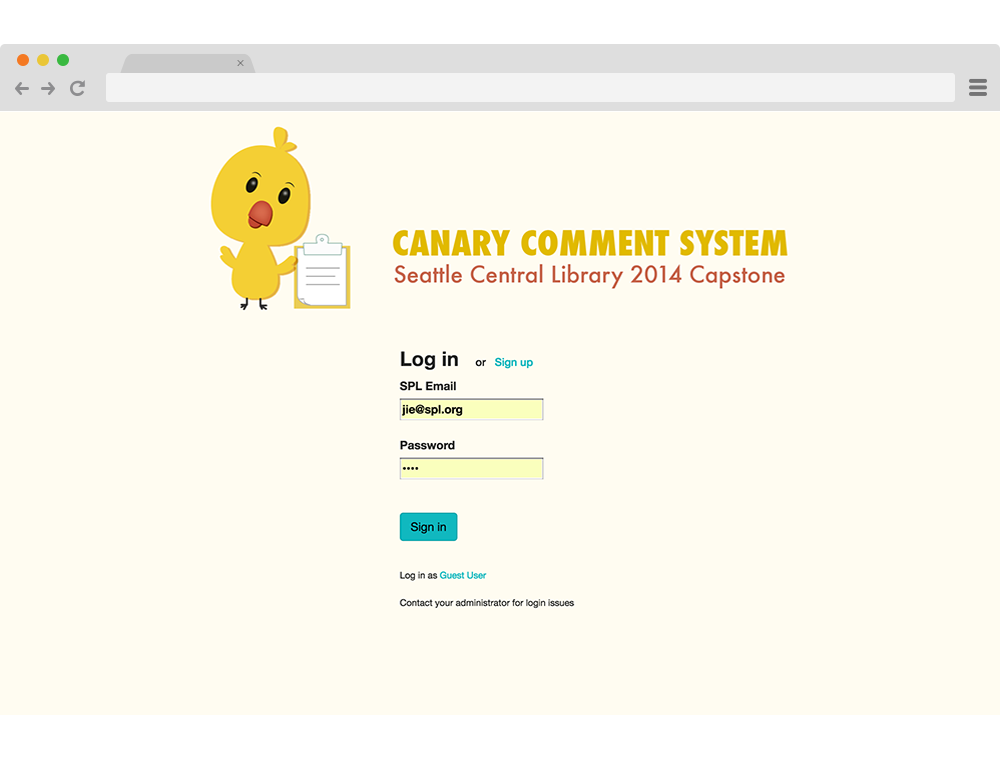 CANARY COMMENT SYSTEM
Seattle Central Library 2014 Capstone
Log in or Sign up
SPL Email
jie@spl.org
Password
••••
Sign in
Log in as Guest User
Contact your administrator for login issues